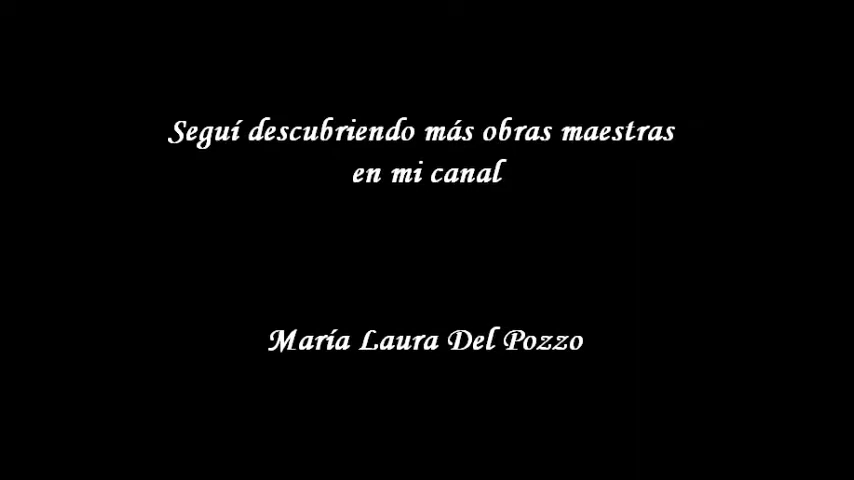 Seguí descubriendo más obras maestras
en mi canal
María Laura Del Pozzo